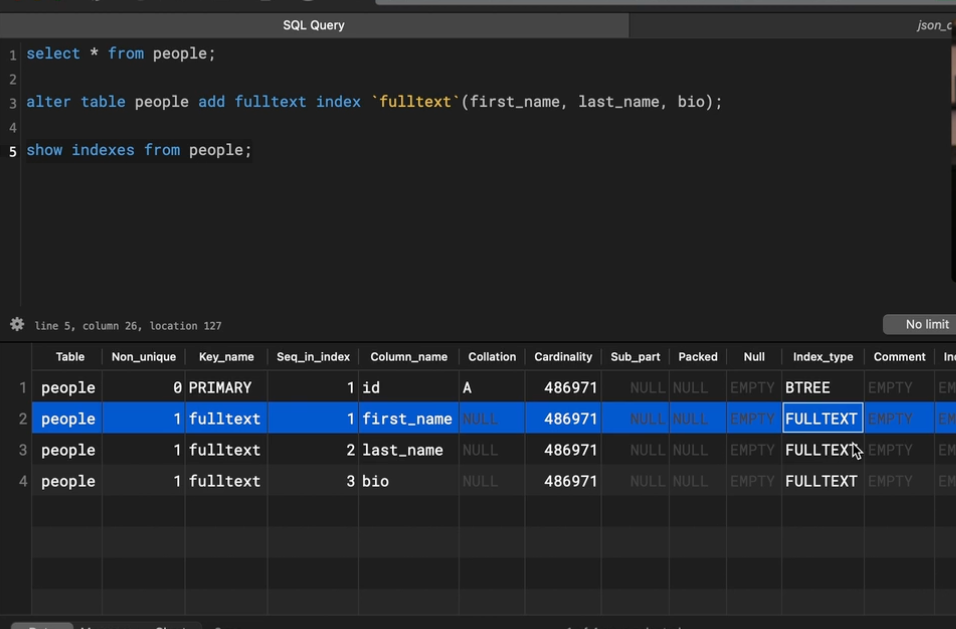 SQL Query json_
1 select * from people;
2
3 alter table people add fulltext index `fulltext`(first_name, last_name, bio);
4
5 show indexes from people;
line 5, column 26, location 127 No limit
Table Non_unique Key_name Seq_in_index Column_name Collation Cardinality Sub_part Packed Null Index_type Comment In
1 people 0 PRIMARY 1 id A 486971 NULL NULL EMPTY BTREE EMPTY EM
2 people 1 fulltext 1 first_name NULL 486971 NULL NULL EMPTY FULLTEXT EMPTY EM
3 people 1 fulltext 2 last_name NULL 486971 NULL NULL EMPTY FULLTEXT EMPTY EM
4 people 1 fulltext 3 bio NULL 486971 NULL NULL EMPTY FULLTEXT EMPTY EM